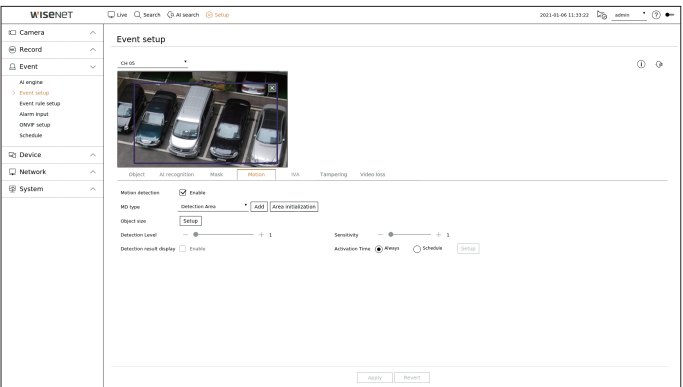 WISENET
Live Search AI search Setup
2021-01-06 11:33:22 admin ?
Camera
Record
Event
AI engine
Event setup
Event rule setup
Alarm input
ONVIF setup
Schedule
Device
Network
System
Event setup
CH 05
Object AI recognition Mask Motion IVA Tampering Video loss
Motion detection Enable
MD type Detection Area Add Area initialization
Object size Setup
Detection Level 1 Sensitivity 1
Detection result display Enable Activation Time Always Schedule Setup
Apply Revert